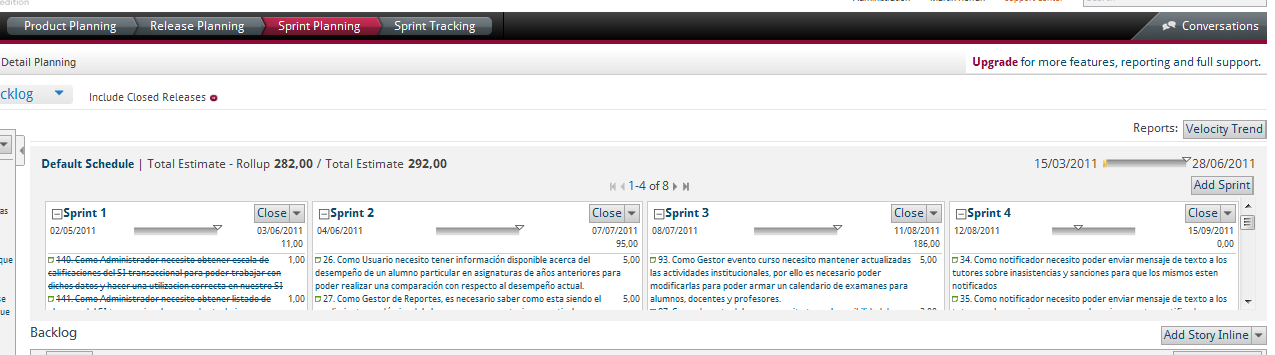 edition
Product Planning Release Planning Sprint Planning Sprint Tracking Conversations
Detail Planning
Upgrade for more features, reporting and full support.
cklog Include Closed Releases
Reports: Velocity Trend
Default Schedule | Total Estimate - Rollup 282,00 / Total Estimate 292,00 15/03/2011 28/06/2011
1-4 of 8
Add Sprint
Sprint 1 Close
02/05/2011 03/06/2011
11,00
140. Como Administrador necesito obtener escala de 1,00
calificaciones del SI transaccional para poder trabajar con
dichos datos y hacer una utilizacion correcta en nuestro SI
141. Como Administrador necesito obtener listado de 1,00
Sprint 2 Close
04/06/2011 07/07/2011
95,00
26. Como Usuario necesito tener información disponible acerca del 5,00
desempeño de un alumno particular en asignaturas de años anteriores para
poder realizar una comparación con respecto al desempeño actual.
27. Como Gestor de Reportes, es necesario saber como esta siendo el 5,00
Sprint 3 Close
08/07/2011 11/08/2011
186,00
93. Como Gestor evento curso necesito mantener actualizadas 5,00
las actividades institucionales, por ello es necesario poder
modificarlas para poder armar un calendario de examanes para
alumnos, docentes y profesores.
Sprint 4 Close
12/08/2011 15/09/2011
0,00
34. Como notificador necesito poder enviar mensaje de texto a los
tutores sobre inasistencias y sanciones para que los mismos esten
notificados
35. Como notificador necesito poder enviar mensaje de texto a los
as
que
se
que
Backlog
Add Story Inline